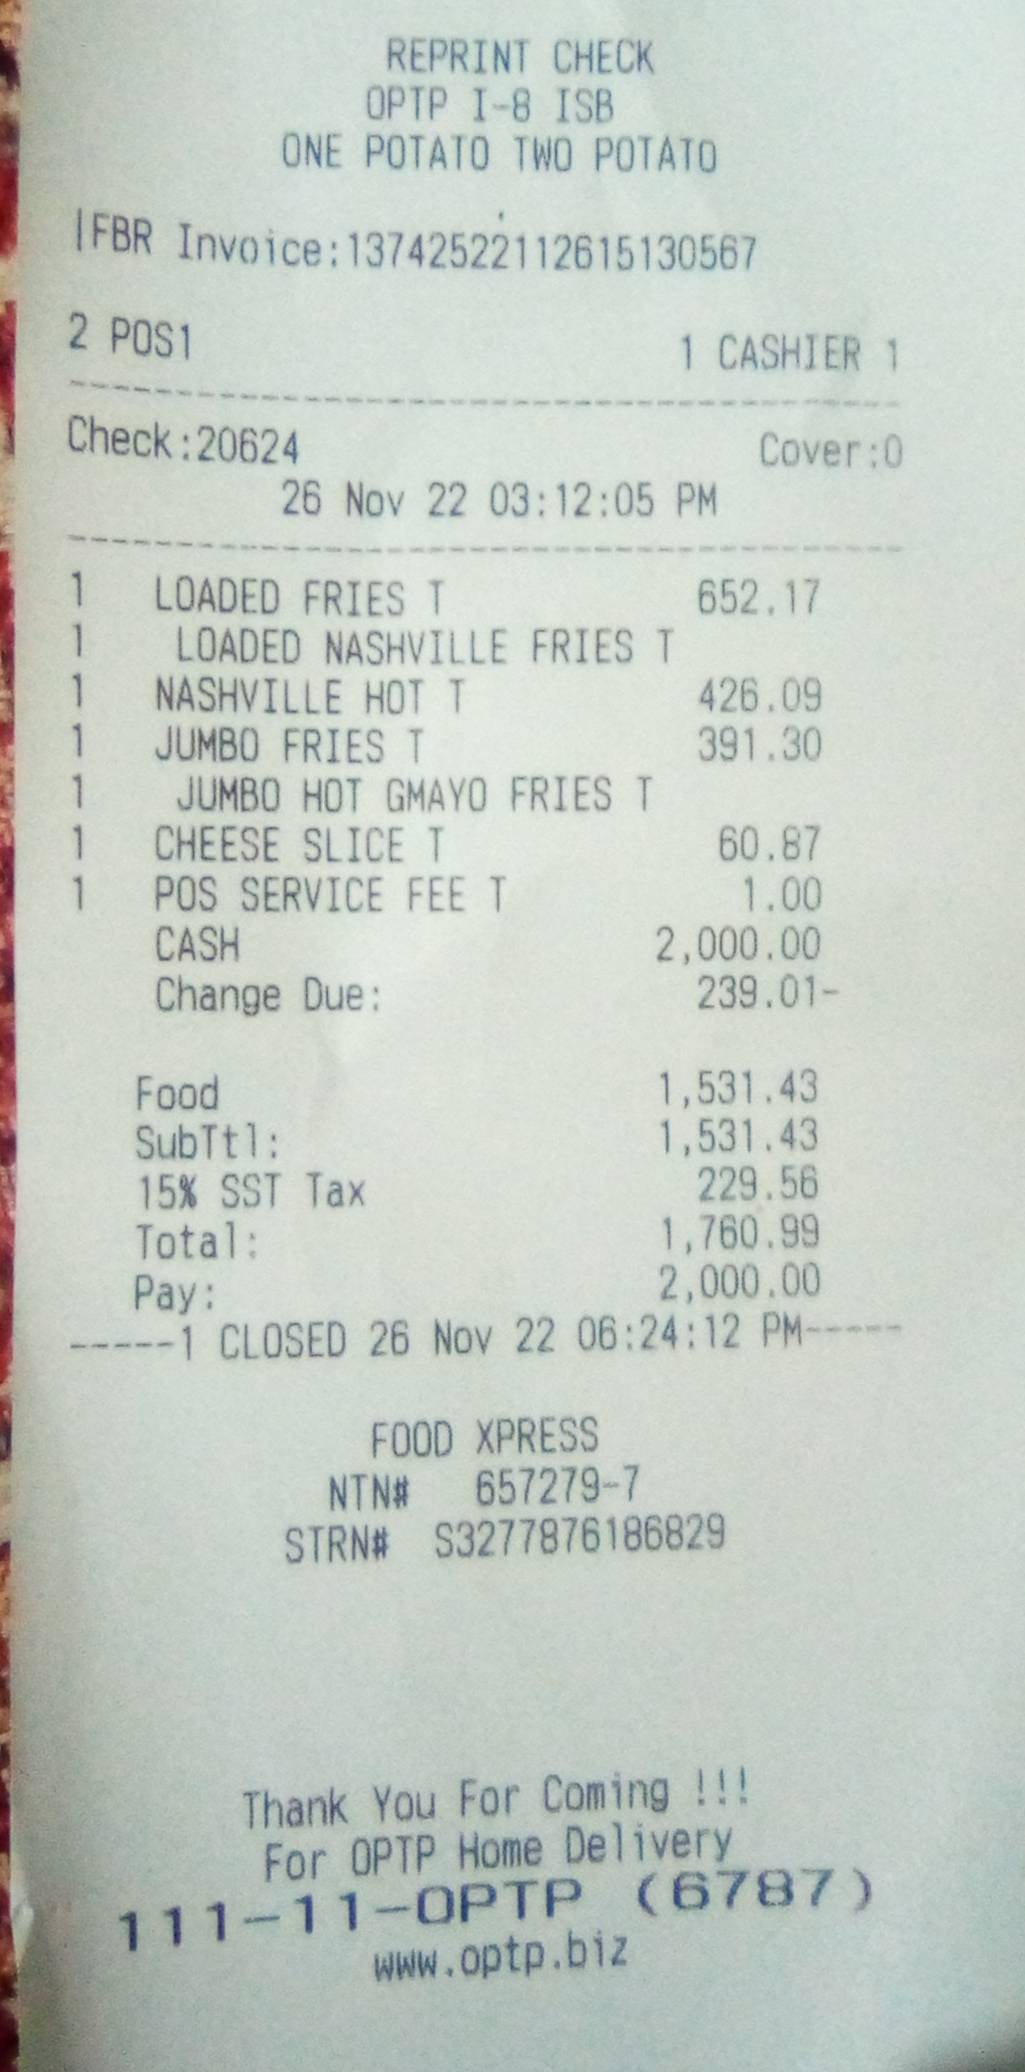 REPRINT CHECK
OPTP I-8 ISB
ONE POTATO TWO POTATO
|FBR Invoice:137425221126151​30567
2 POS1 1 CASHIER 1
--------------------------------
Check:20624 Cover:0
26 Nov 22 03:12:05 PM
--------------------------------
1 LOADED FRIES T 652.17
1 LOADED NASHVILLE FRIES T
1 NASHVILLE HOT T 426.09
1 JUMBO FRIES T 391.30
1 JUMBO HOT GMAYO FRIES T
1 CHEESE SLICE T 60.87
1 POS SERVICE FEE T 1.00
CASH 2,000.00
Change Due: 239.01-
Food 1,531.43
SubTtl: 1,531.43
15% SST Tax 229.56
Total: 1,760.99
Pay: 2,000.00
-----1 CLOSED 26 Nov 22 06:24:12 PM-----
FOOD XPRESS
NTN# 657279-7
STRN# S3277876186829
Thank You For Coming !!!
For OPTP Home Delivery
111-11-OPTP (6787)
www.optp.biz